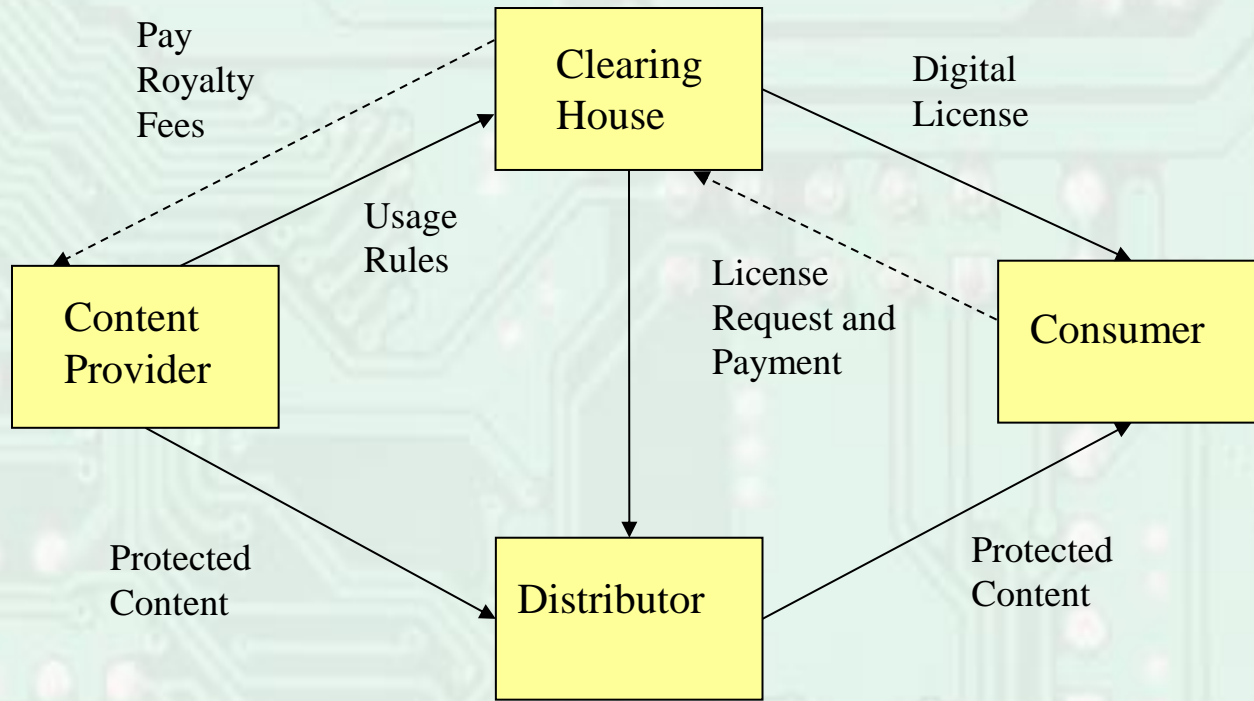 Pay
Royalty
Fees
Clearing
House
Digital
License
Usage
Rules
License
Request and
Payment
Content
Provider
Consumer
Protected
Content
Distributor
Protected
Content